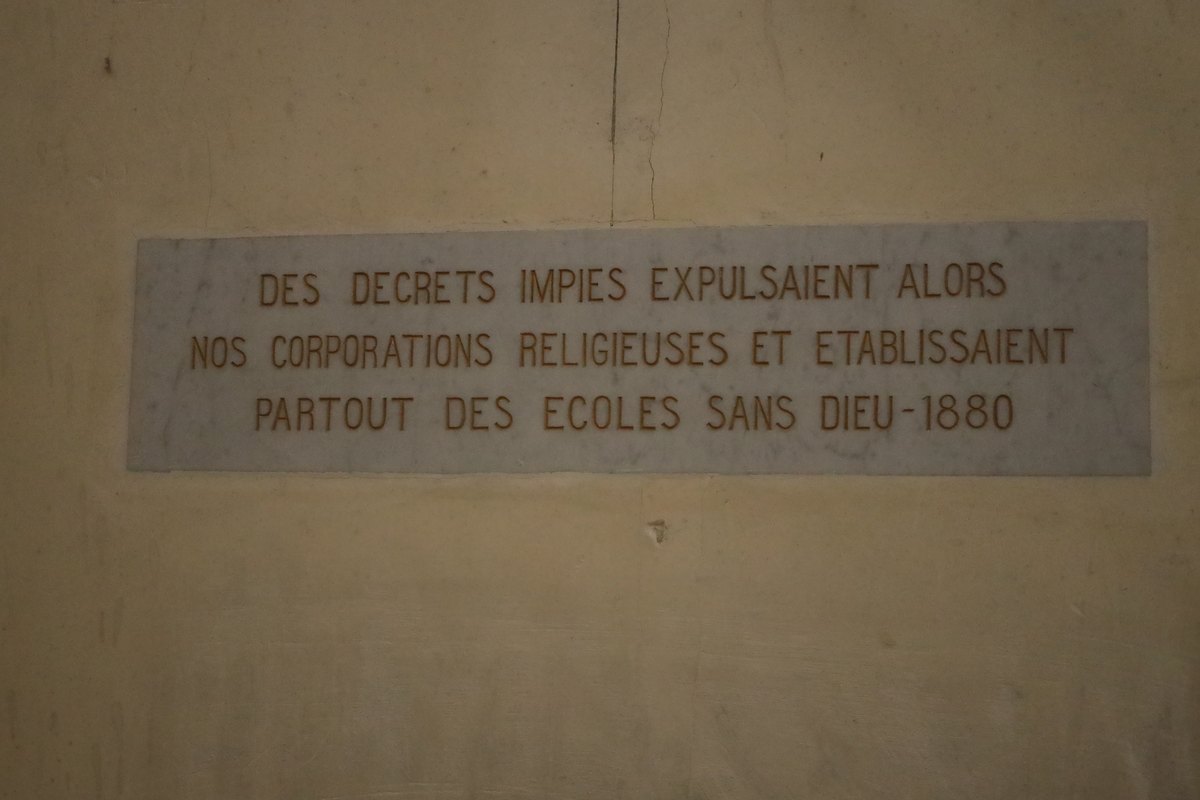 DES DECRETS IMPIES EXPULSAIENT ALORS
NOS CORPORATIONS RELIGIEUSES ET ETABLISSAIENT
PARTOUT DES ECOLES SANS DIEU-1880